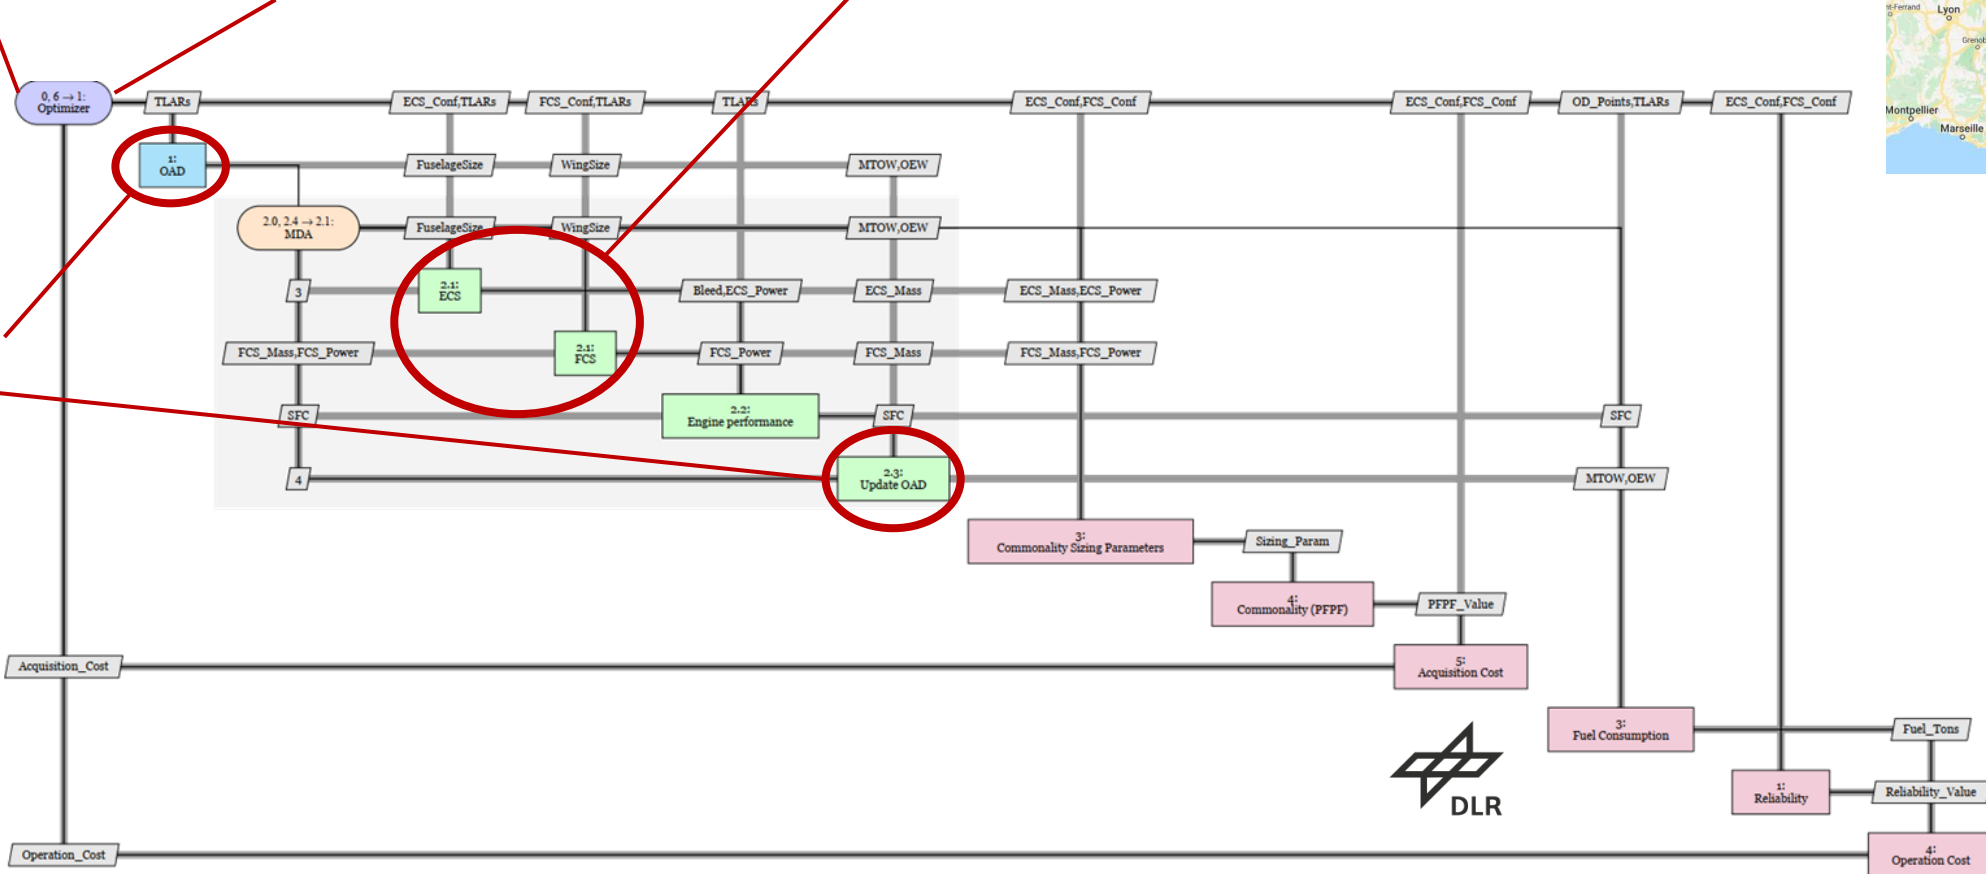 nt-Ferrand
Lyon
Grenob
Montpellier
Marseille
0, 6 → 1:
Optimizer
TLARs
ECS_Conf,TLARs
FCS_Conf,TLARs
TLARs
ECS_Conf,FCS_Conf
ECS_Conf,FCS_Conf
OD_Points,TLARs
ECS_Conf,FCS_Conf
1:
OAD
FuselageSize
WingSize
MTOW,OEW
2.0, 2.4 → 2.1:
MDA
FuselageSize
WingSize
MTOW,OEW
3
2.1:
ECS
Bleed,ECS_Power
ECS_Mass
ECS_Mass,ECS_Power
FCS_Mass,FCS_Power
2.1:
FCS
FCS_Power
FCS_Mass
FCS_Mass,FCS_Power
SFC
2.2:
Engine performance
SFC
SFC
4
2.3:
Update OAD
MTOW,OEW
3:
Commonality Sizing Parameters
Sizing_Param
4:
Commonality (PFPF)
PFPF_Value
Acquisition_Cost
5:
Acquisition Cost
3:
Fuel Consumption
Fuel_Tons
DLR
1:
Reliability
Reliability_Value
Operation_Cost
4:
Operation Cost